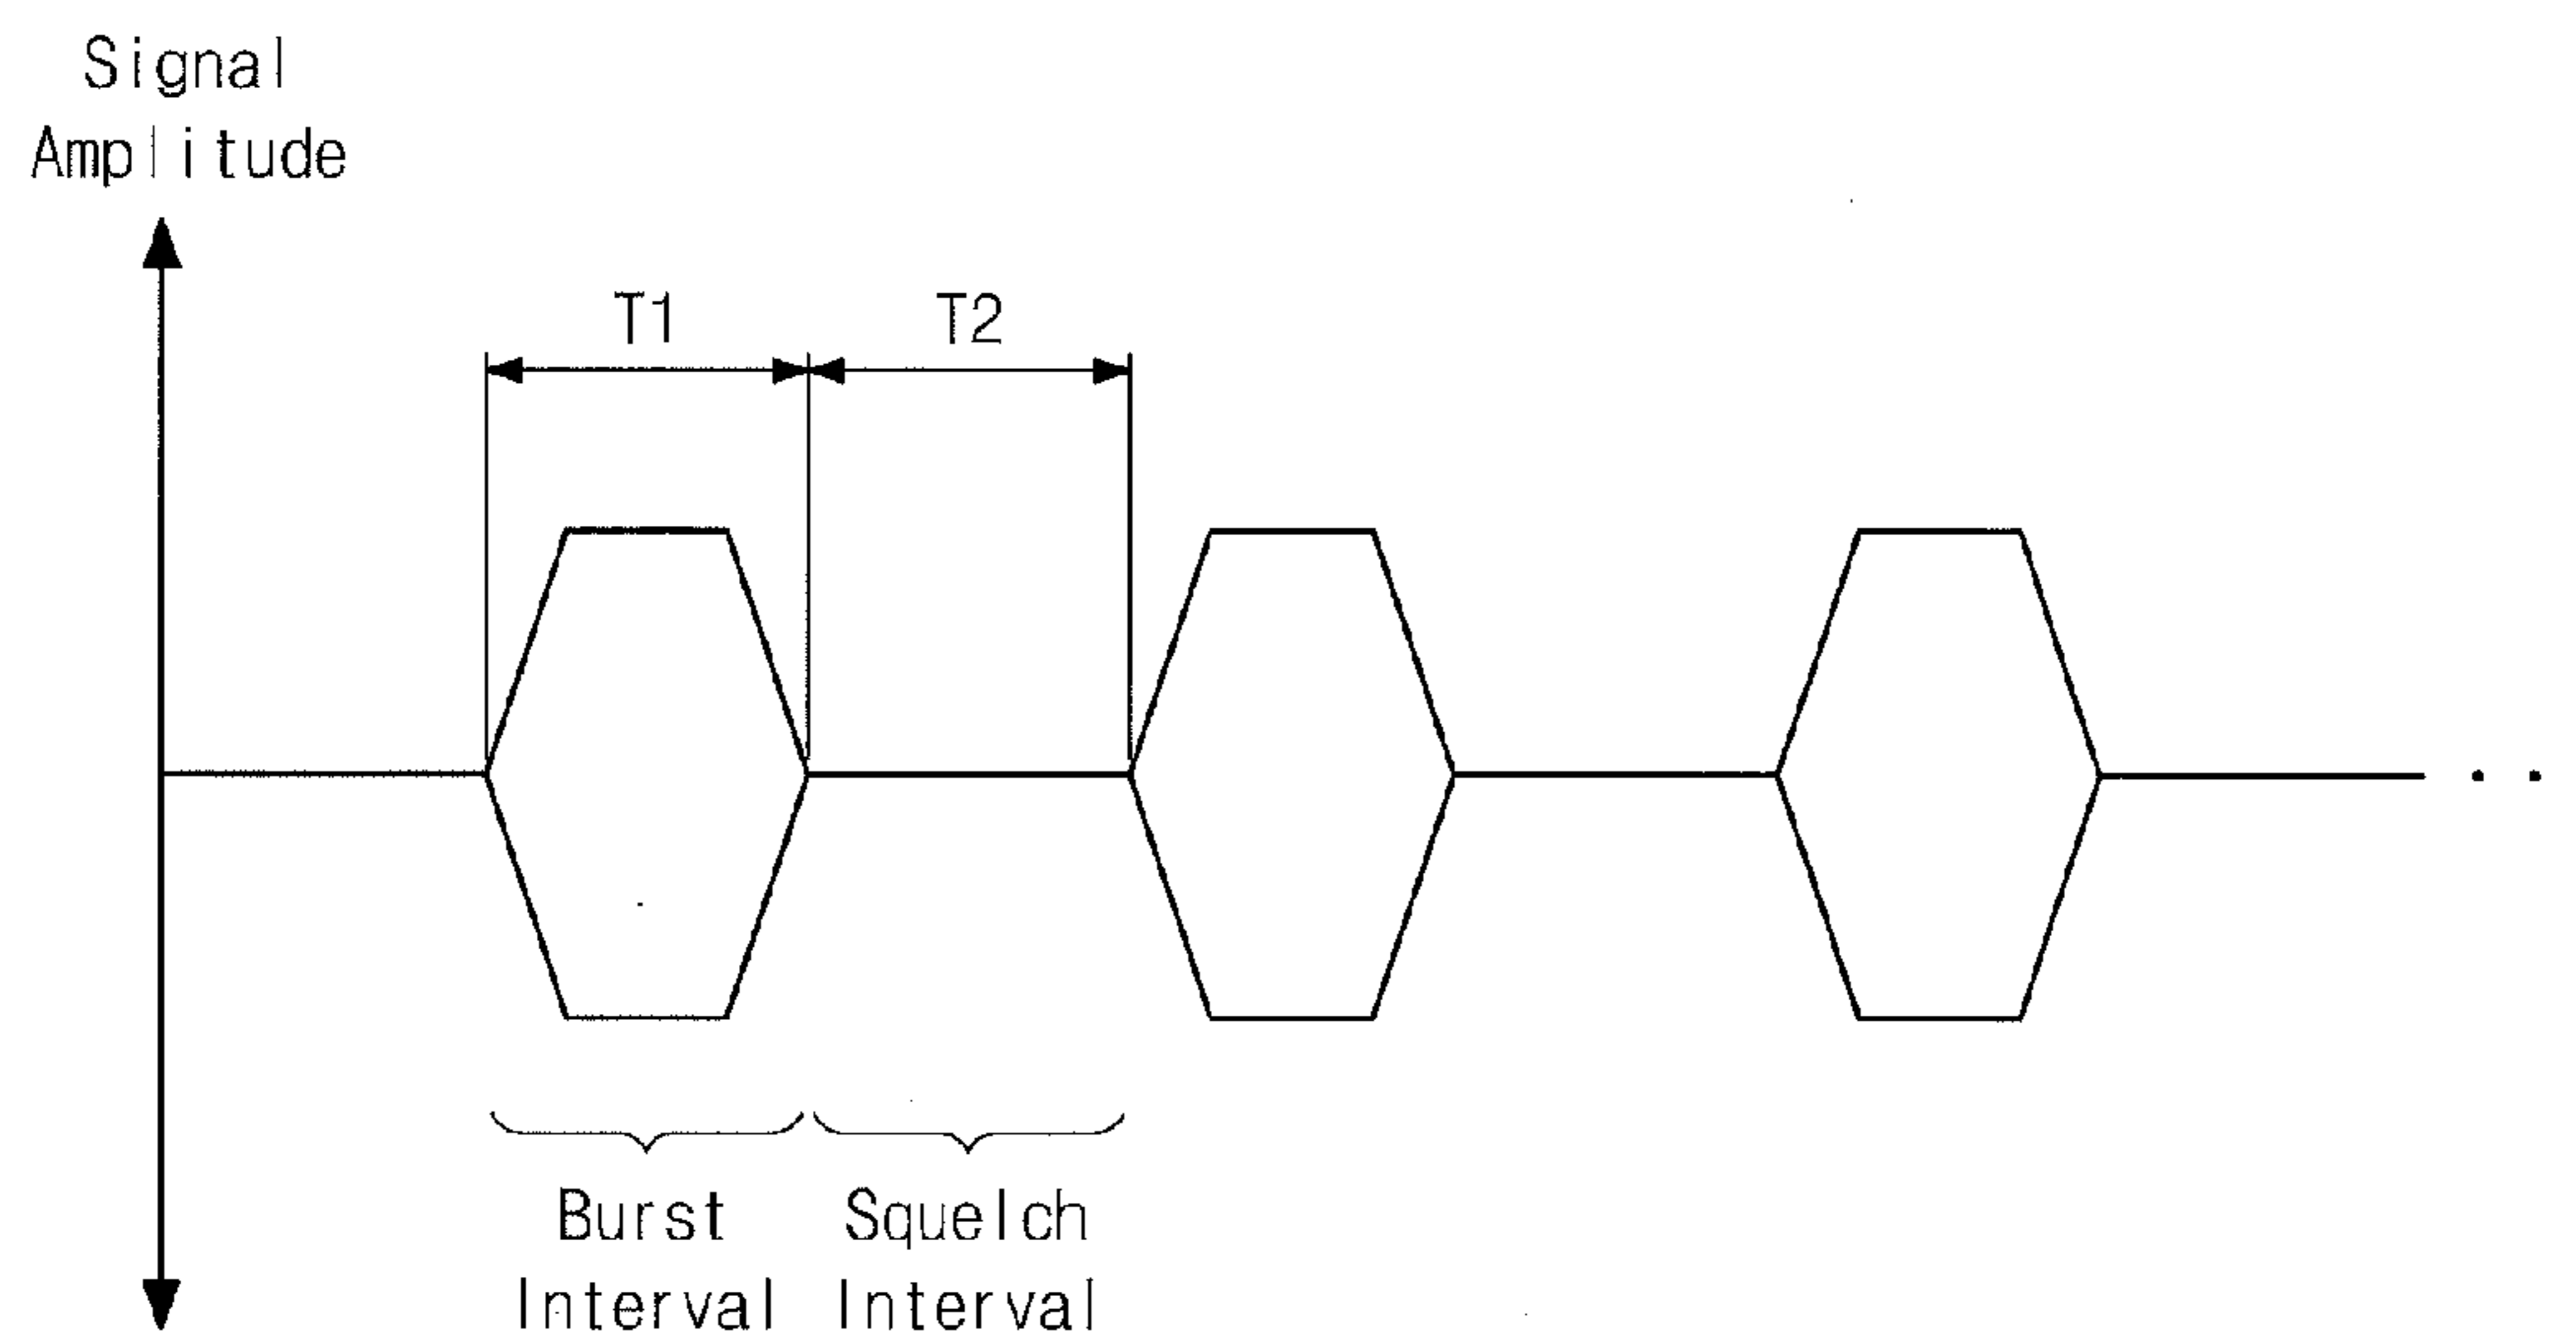 Signal
Amplitude
T1
T2
Burst
Interval
Squelch
Interval